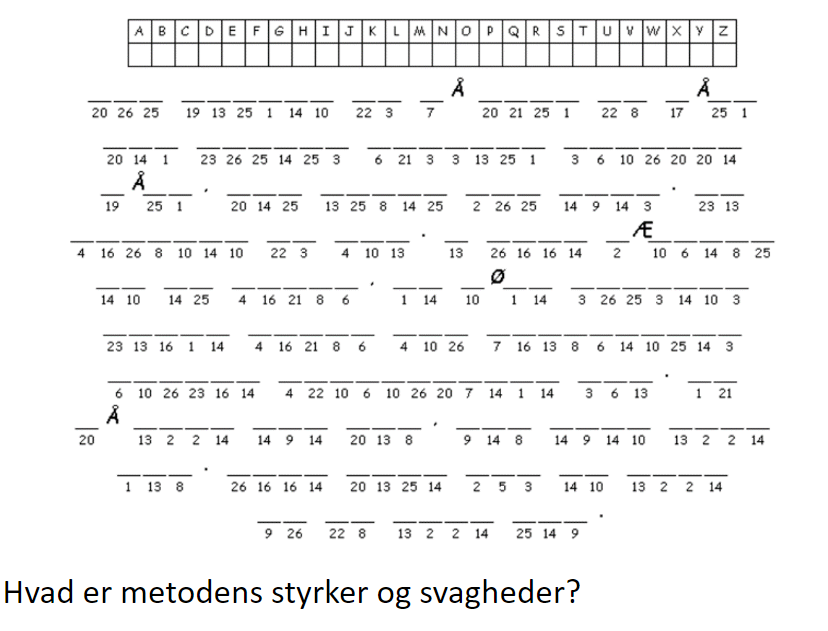 A B C D E F G H I J K L M N O P Q R S T U V W X Y Z
Å Å
20 26 25 19 13 25 1 14 10 22 3 7 20 21 25 1 22 8 17 25 1
20 14 1 23 26 25 14 25 3 6 21 3 3 13 25 1 3 6 10 26 20 20 14
Å , .
19 25 1 20 14 25 13 25 8 14 25 2 26 25 14 9 14 3 23 13
. Æ
4 16 26 8 10 14 10 22 3 4 10 13 13 26 16 16 14 2 10 6 14 8 25
, Ø
14 10 14 25 4 16 21 8 6 1 14 10 1 14 3 26 25 3 14 10 3
23 13 16 1 14 4 16 21 8 6 4 10 26 7 16 13 8 6 14 10 25 14 3
.
6 10 26 23 16 14 4 22 10 6 10 26 20 7 14 1 14 3 6 13 1 21
Å ,
20 13 2 2 14 14 9 14 20 13 8 9 14 8 14 9 14 10 13 2 2 14
.
1 13 8 26 16 16 14 20 13 25 14 2 5 3 14 10 13 2 2 14
.
9 26 22 8 13 2 2 14 25 14 9
Hvad er metodens styrker og svagheder?